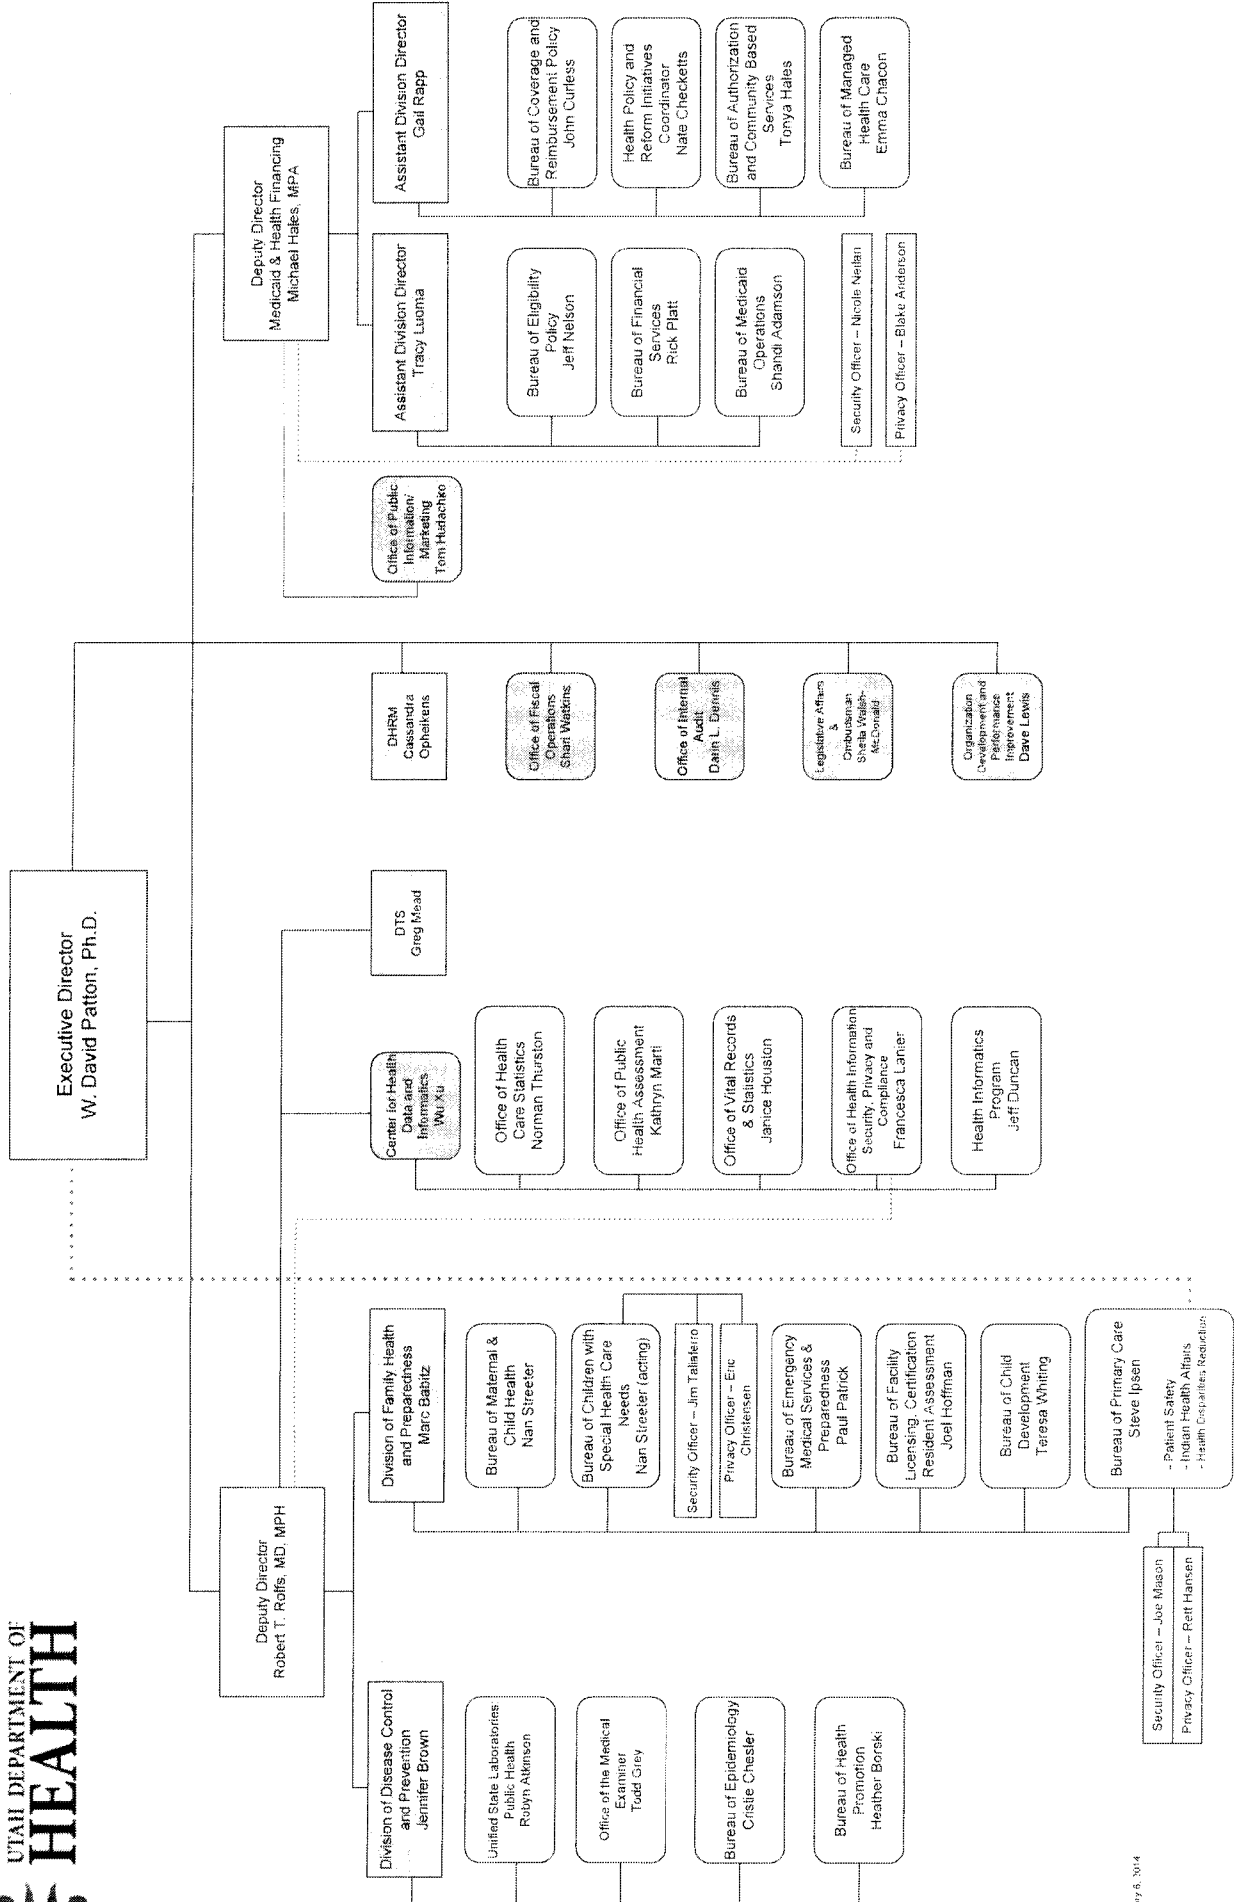 UTAH DEPARTMENT OF
HEALTH
Executive Director
W. David Patton, Ph.D.
Deputy Director
Robert T. Rolfs, MD, MPH
Deputy Director
Medicaid & Health Financing
Michael Hales, MPA
Division of Disease Control
and Prevention
Jennifer Brown
Unified State Laboratories:
Public Health
Robyn Atkinson
Office of the Medical
Examiner
Todd Grey
Bureau of Epidemiology
Cristie Chesler
Bureau of Health
Promotion
Heather Borski
Division of Family Health
and Preparedness
Marc Babitz
Bureau of Maternal &
Child Health
Nan Streeter
Bureau of Children with
Special Health Care
Needs
Nan Streeter (acting)
Security Officer – Jim Taliaferro
Privacy Officer – Eric
Christensen
Bureau of Emergency
Medical Services &
Preparedness
Paul Patrick
Bureau of Facility
Licensing, Certification
Resident Assessment
Joel Hoffman
Bureau of Child
Development
Teresa Whiting
Bureau of Primary Care
Steve Ipsen
- Patient Safety
- Indian Health Affairs
- Health Disparities Reduction
Security Officer – Joe Mason
Privacy Officer – Rett Hansen
Center for Health
Data and
Informatics
Wu Xu
Office of Health
Care Statistics
Norman Thurston
Office of Public
Health Assessment
Kathryn Marti
Office of Vital Records
& Statistics
Janice Houston
Office of Health Information
Security, Privacy and
Compliance
Francesca Lanier
Health Informatics
Program
Jeff Duncan
DTS
Greg Mead
DHRM
Cassandra
Opheikens
Office of Fiscal
Operations
Shari Watkins
Office of Internal
Audit
Darin L. Dennis
Legislative Affairs
&
Ombudsman
Sheila Walsh-
McDonald
Organization
Development and
Performance
Improvement
Dave Lewis
Office of Public
Information/
Marketing
Tom Hudachko
Assistant Division Director
Tracy Luoma
Bureau of Eligibility
Policy
Jeff Nelson
Bureau of Financial
Services
Rick Platt
Bureau of Medicaid
Operations
Shandi Adamson
Security Officer – Nicole Neilan
Privacy Officer – Blake Anderson
Assistant Division Director
Gail Rapp
Bureau of Coverage and
Reimbursement Policy
John Curless
Health Policy and
Reform Initiatives
Coordinator
Nate Checketts
Bureau of Authorization
and Community Based
Services
Tonya Hales
Bureau of Managed
Health Care
Emma Chacon
6, 2014